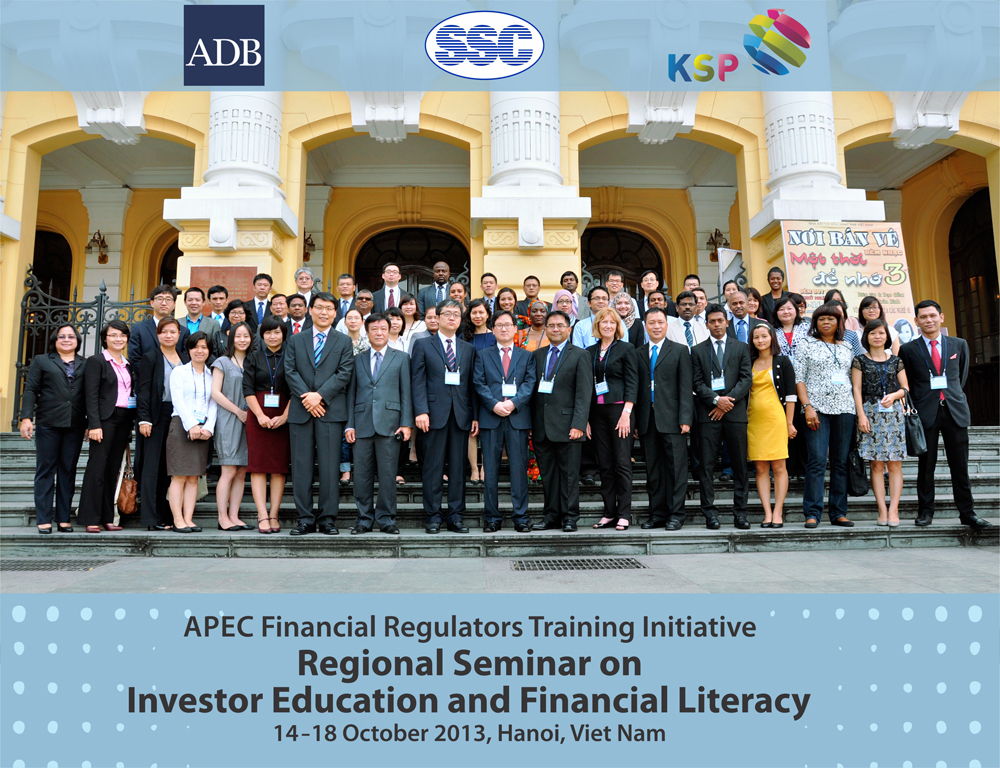 ADB
SSC
KSP
NƠI BÁN VÉ
Một thời
để nhớ 3
APEC Financial Regulators Training Initiative
Regional Seminar on
Investor Education and Financial Literacy
14-18 October 2013, Hanoi, Viet Nam